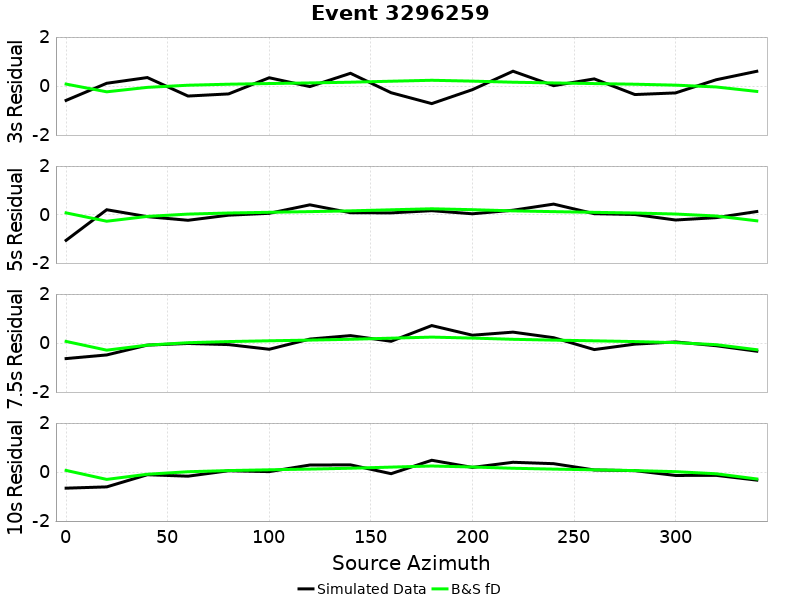 Event 3296259
3s Residual
2
0
-2
5s Residual
2
0
-2
7.5s Residual
2
0
-2
10s Residual
2
0
-2
0 50 100 150 200 250 300
Source Azimuth
Simulated Data B&S fD